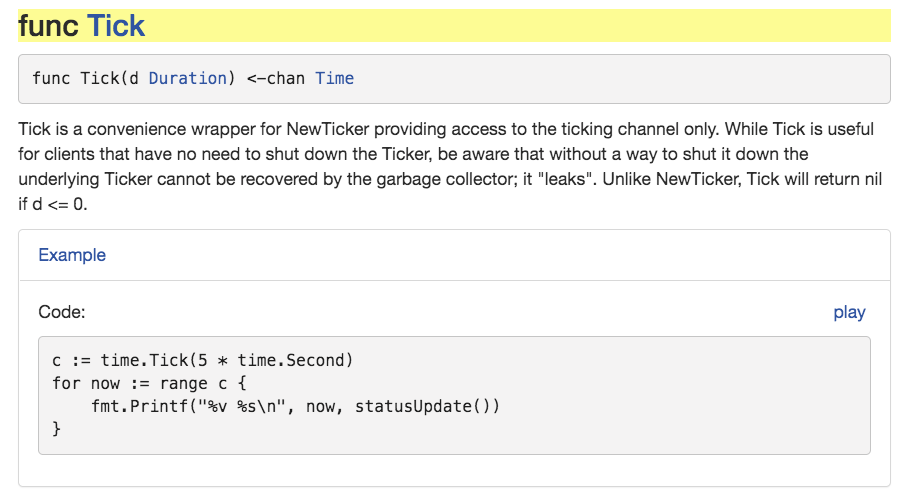 func Tick
func Tick(d Duration) <-chan Time
Tick is a convenience wrapper for NewTicker providing access to the ticking channel only. While Tick is useful
for clients that have no need to shut down the Ticker, be aware that without a way to shut it down the
underlying Ticker cannot be recovered by the garbage collector; it "leaks". Unlike NewTicker, Tick will return nil
if d <= 0.
Example
Code:
play
c := time.Tick(5 * time.Second)
for now := range c {
    fmt.Printf("%v %s\n", now, statusUpdate())
}